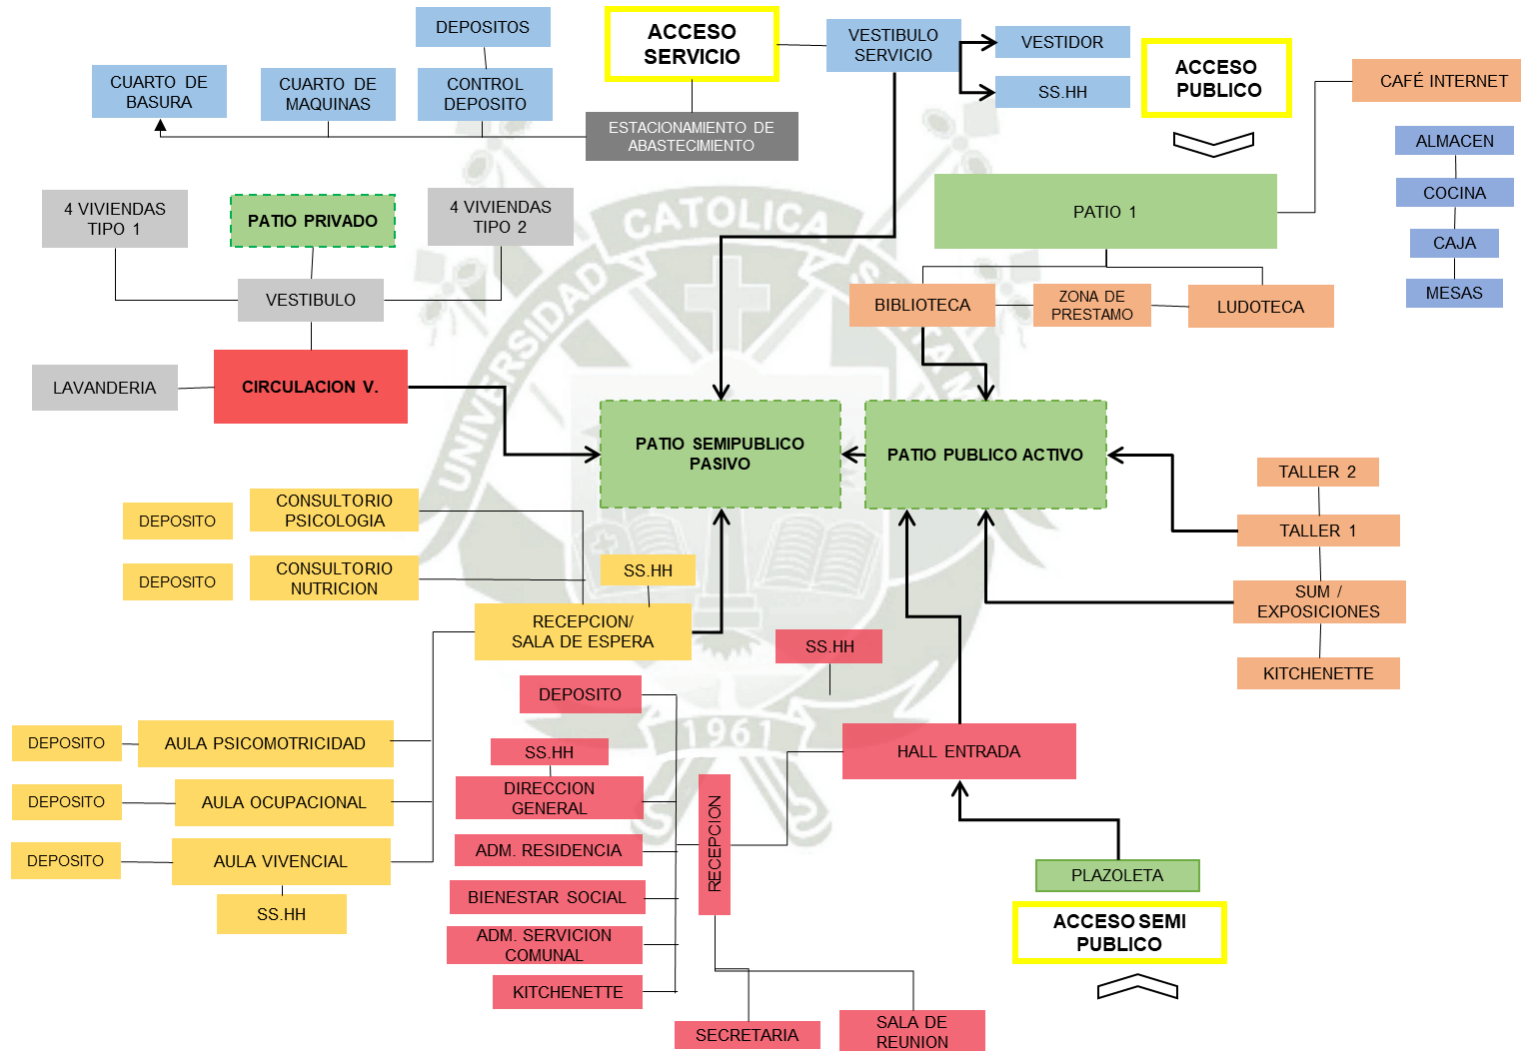 DEPOSITOS
ACCESO
SERVICIO
VESTIBULO
SERVICIO
VESTIDOR
ACCESO
PUBLICO
CAFÉ INTERNET
CUARTO DE
BASURA
CUARTO DE
MAQUINAS
CONTROL
DEPOSITO
SS.HH
ESTACIONAMIENTO DE
ABASTECIMIENTO
ALMACEN
COCINA
CAJA
MESAS
4 VIVIENDAS
TIPO 1
PATIO PRIVADO
4 VIVIENDAS
TIPO 2
PATIO 1
VESTIBULO
BIBLIOTECA
ZONA DE
PRESTAMO
LUDOTECA
LAVANDERIA
CIRCULACION V.
PATIO SEMIPUBLICO
PASIVO
PATIO PUBLICO ACTIVO
TALLER 2
TALLER 1
SUM /
EXPOSICIONES
KITCHENETTE
DEPOSITO
CONSULTORIO
PSICOLOGIA
DEPOSITO
CONSULTORIO
NUTRICION
SS.HH
RECEPCION/
SALA DE ESPERA
SS.HH
DEPOSITO
HALL ENTRADA
DEPOSITO
AULA PSICOMOTRICIDAD
SS.HH
DIRECCION
GENERAL
DEPOSITO
AULA OCUPACIONAL
RECEPCION
ADM. RESIDENCIA
DEPOSITO
AULA VIVENCIAL
SS.HH
BIENESTAR SOCIAL
ADM. SERVICION
COMUNAL
KITCHENETTE
SECRETARIA
SALA DE
REUNION
PLAZOLETA
ACCESO SEMI
PUBLICO
UNIVERSIDAD
CATOLICA
1961